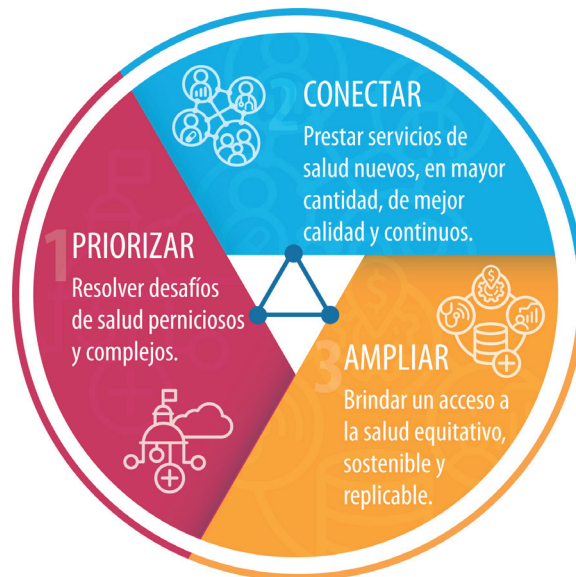 1
PRIORIZAR
Resolver desafíos
de salud perniciosos
y complejos.
2
CONECTAR
Prestar servicios de
salud nuevos, en mayor
cantidad, de mejor
calidad y continuos.
3
AMPLIAR
Brindar un acceso a
la salud equitativo,
sostenible y
replicable.